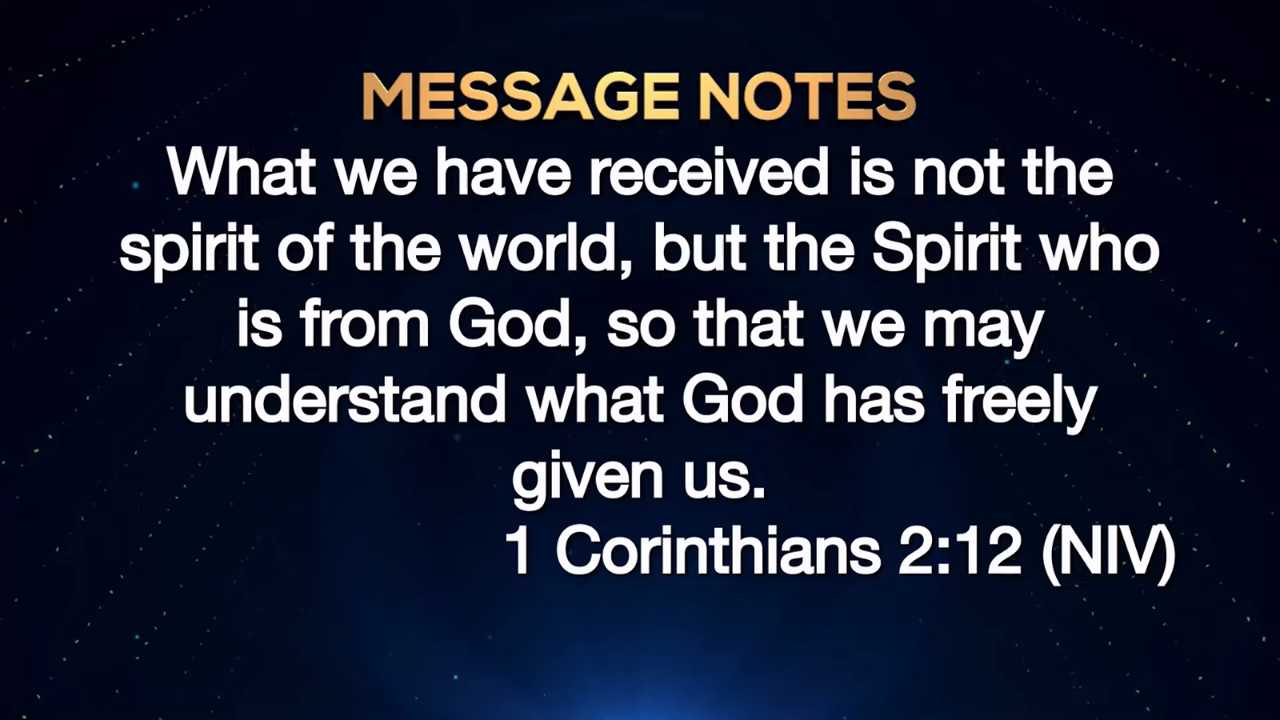 MESSAGE NOTES
What we have received is not the
spirit of the world, but the Spirit who
is from God, so that we may
understand what God has freely
given us.
1 Corinthians 2:12 (NIV)